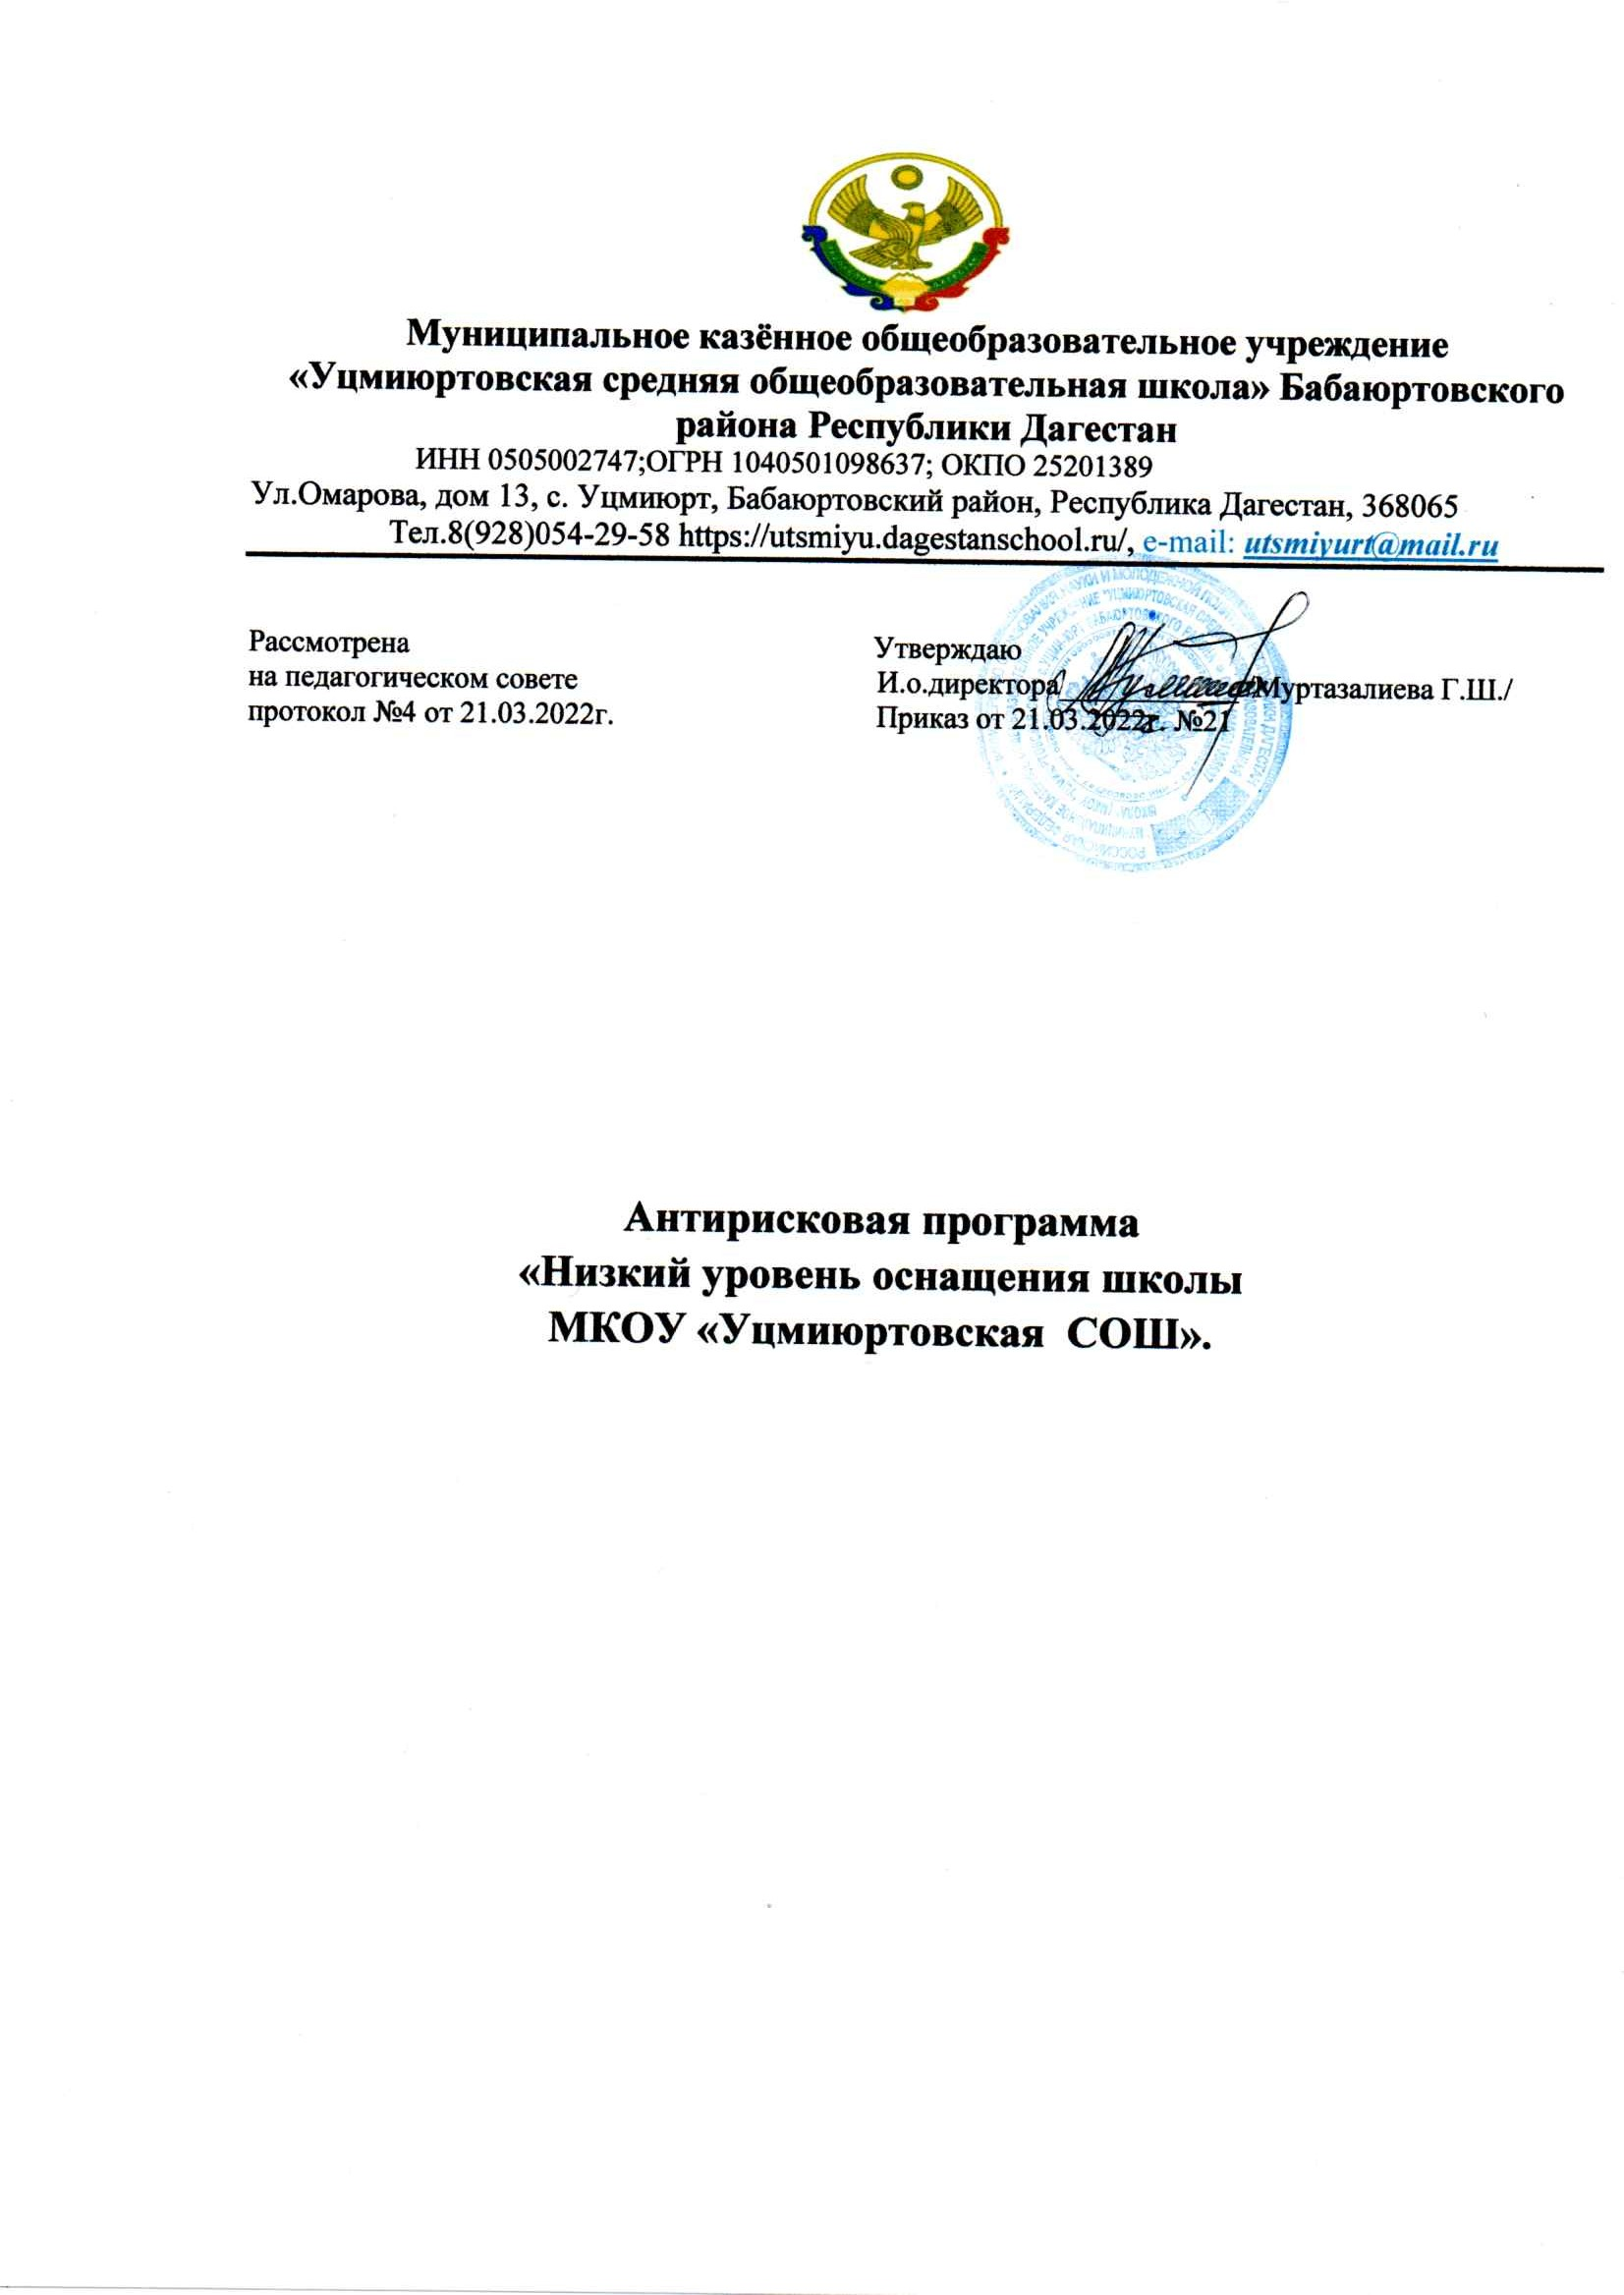 Муниципальное казённое общеобразовательное учреждение
«Уцмиюртовская средняя общеобразовательная школа» Бабаюртовского
района Республики Дагестан
ИНН 0505002747;ОГРН 1040501098637; ОКПО 25201389
Ул.Омарова, дом 13, с. Уцмиюрт, Бабаюртовский район, Республика Дагестан, 368065
Тел.8(928)054-29-58 https://utsmiyu.dagestanschool.ru/, e-mail: utsmiyurt@mail.ru
Рассмотрена
на педагогическом совете
протокол №4 от 21.03.2022г.
Утверждаю
И.о.директора/ Муртазалиева Г.Ш./
Приказ от 21.03.2022г. №21
Антирисковая программа
«Низкий уровень оснащения школы
МКОУ «Уцмиюртовская СОШ».